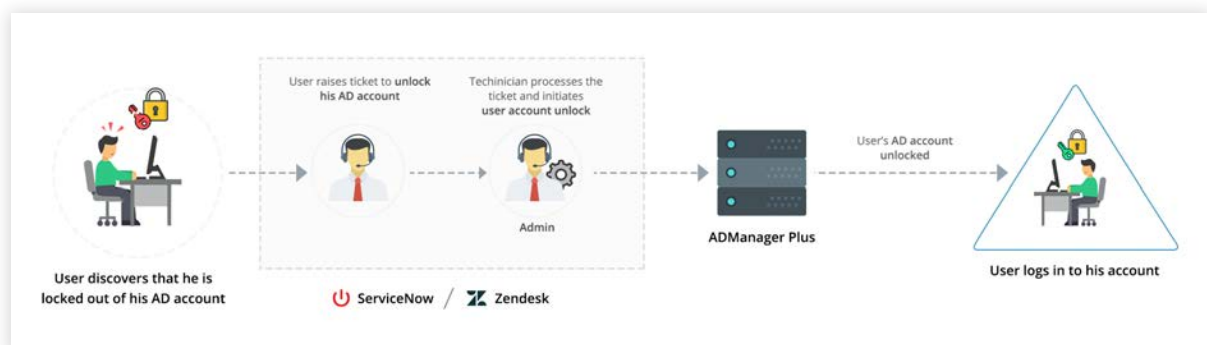 User discovers that he is
locked out of his AD account
User raises ticket to unlock
his AD account
Techinician processes the
ticket and initiates
user account unlock
Admin
ServiceNow / Zendesk
ADManager Plus
User's AD account
unlocked
User logs in to his account